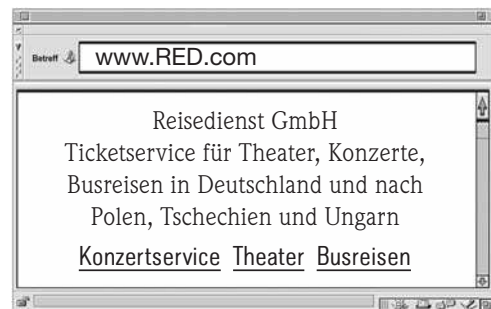 Betreff www.RED.com
Reisedienst GmbH
Ticketservice für Theater, Konzerte,
Busreisen in Deutschland und nach
Polen, Tschechien und Ungarn
Konzertservice Theater Busreisen